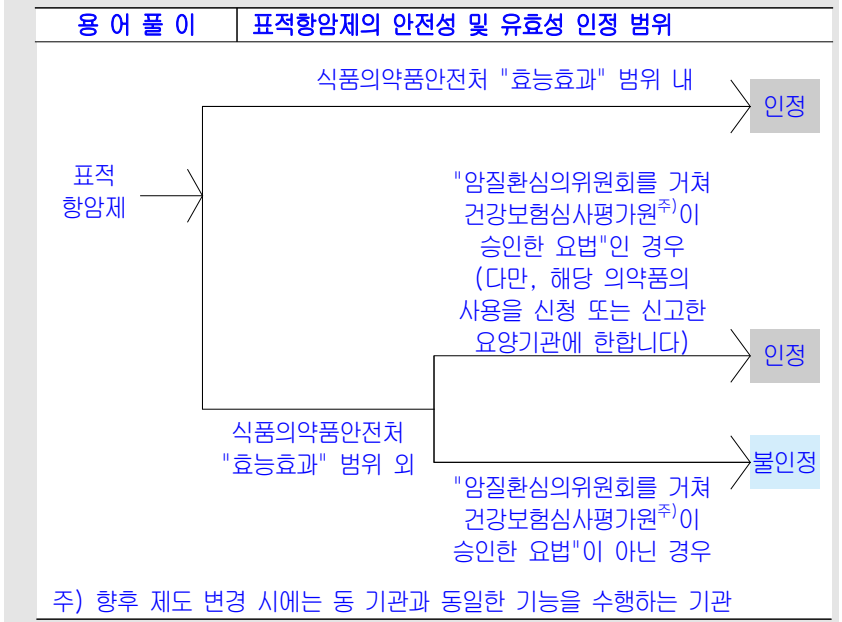 용 어 풀 이 표적항암제의 안전성 및 유효성 인정 범위
식품의약품안전처 "효능효과" 범위 내
인정
표적
항암제
"암질환심의위원회를 거쳐
건강보험심사평가원주)이
승인한 요법"인 경우
(다만, 해당 의약품의
사용을 신청 또는 신고한
요양기관에 한합니다)
인정
식품의약품안전처
"효능효과" 범위 외
불인정
"암질환심의위원회를 거쳐
건강보험심사평가원주)이
승인한 요법"이 아닌 경우
주) 향후 제도 변경 시에는 동 기관과 동일한 기능을 수행하는 기관